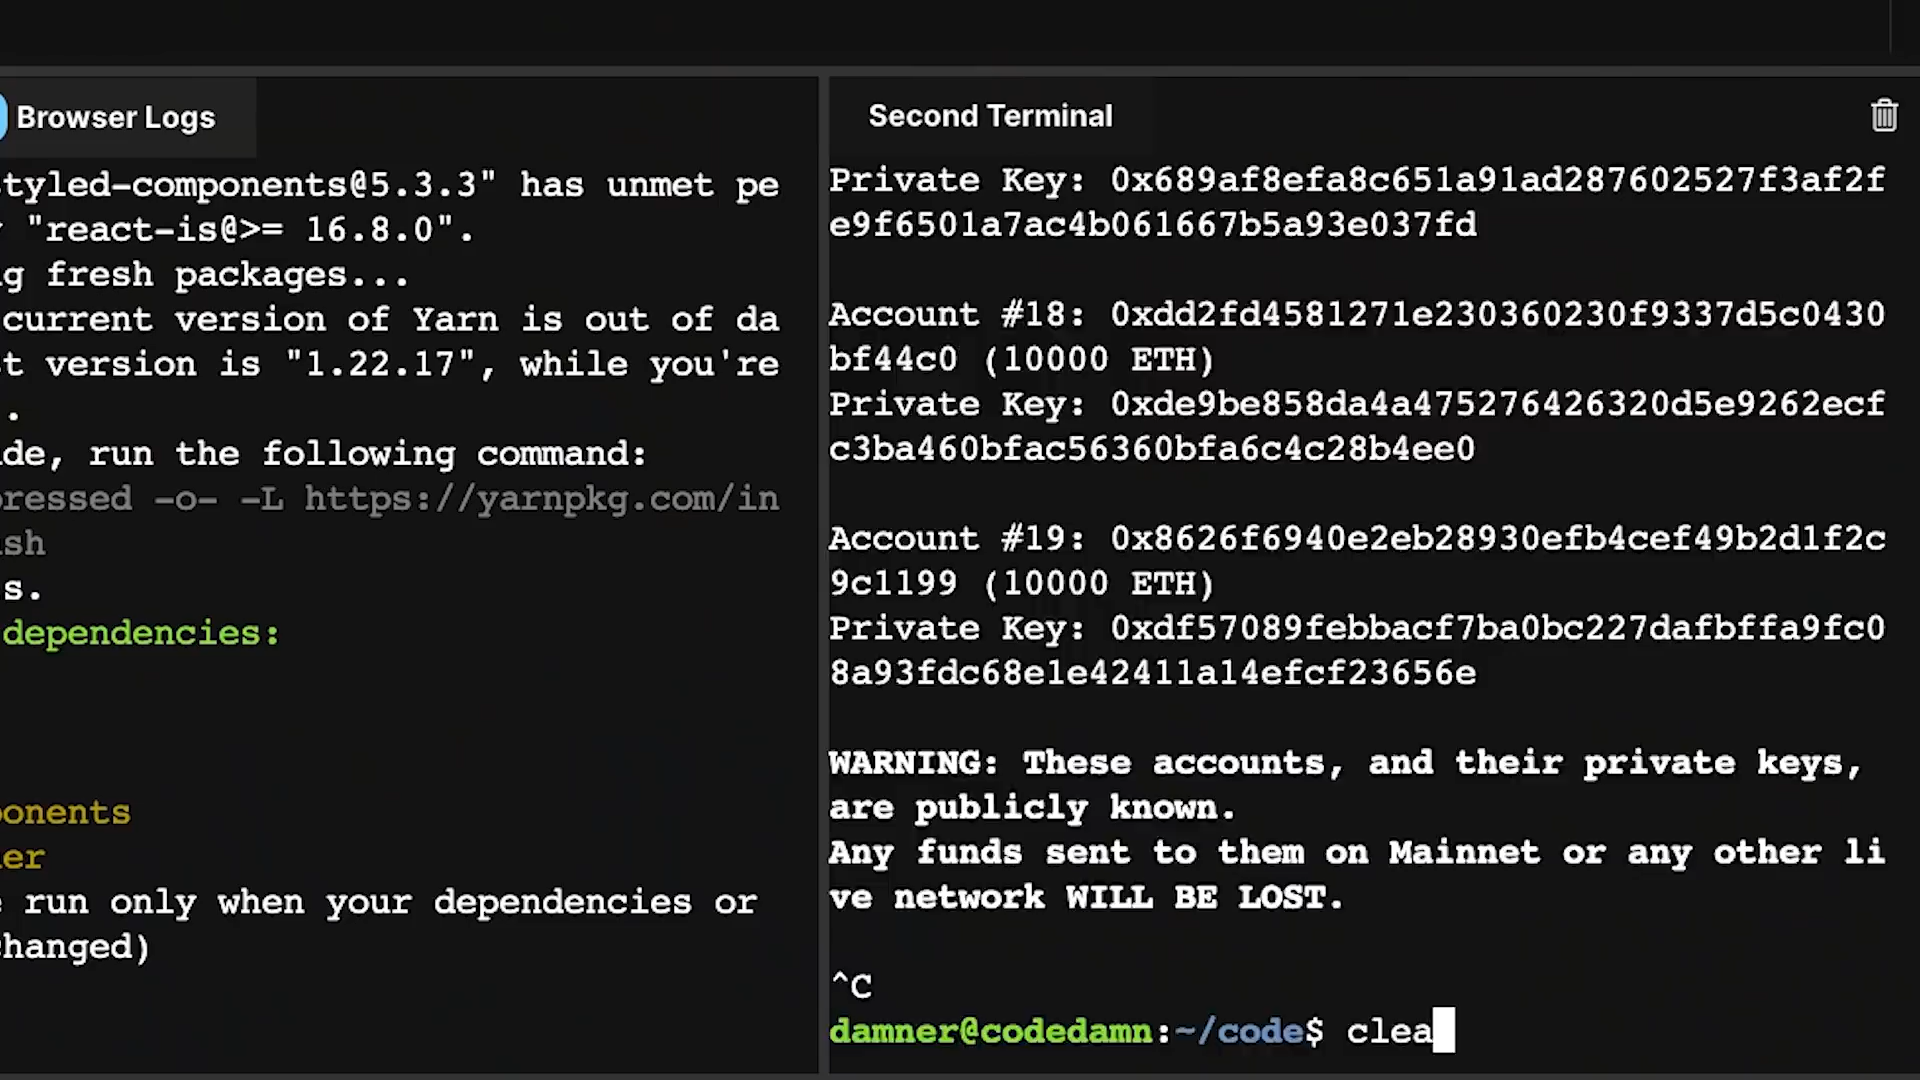 Browser Logs
tyled-components@5.3.3" has unmet pe
"react-is@>= 16.8.0".
g fresh packages...
current version of Yarn is out of da
t version is "1.22.17", while you're
.
de, run the following command:
ressed -o- -L https://yarnpkg.com/in
sh
s.
dependencies:
onents
er
run only when your dependencies or
hanged)
Second Terminal
Private Key: 0x689af8efa8c651a91ad287602527f3af2f
e9f6501a7ac4b061667b5a93e037fd
Account #18: 0xdd2fd4581271e230360230f9337d5c0430
bf44c0 (10000 ETH)
Private Key: 0xde9be858da4a475276426320d5e9262ecf
c3ba460bfac56360bfa6c4c28b4ee0
Account #19: 0x8626f6940e2eb28930efb4cef49b2d1f2c
9c1199 (10000 ETH)
Private Key: 0xdf57089febbacf7ba0bc227dafbffa9fc0
8a93fdc68e1e42411a14efcf23656e
WARNING: These accounts, and their private keys,
are publicly known.
Any funds sent to them on Mainnet or any other li
ve network WILL BE LOST.
^C
damner@codedamn:~/code$ clea